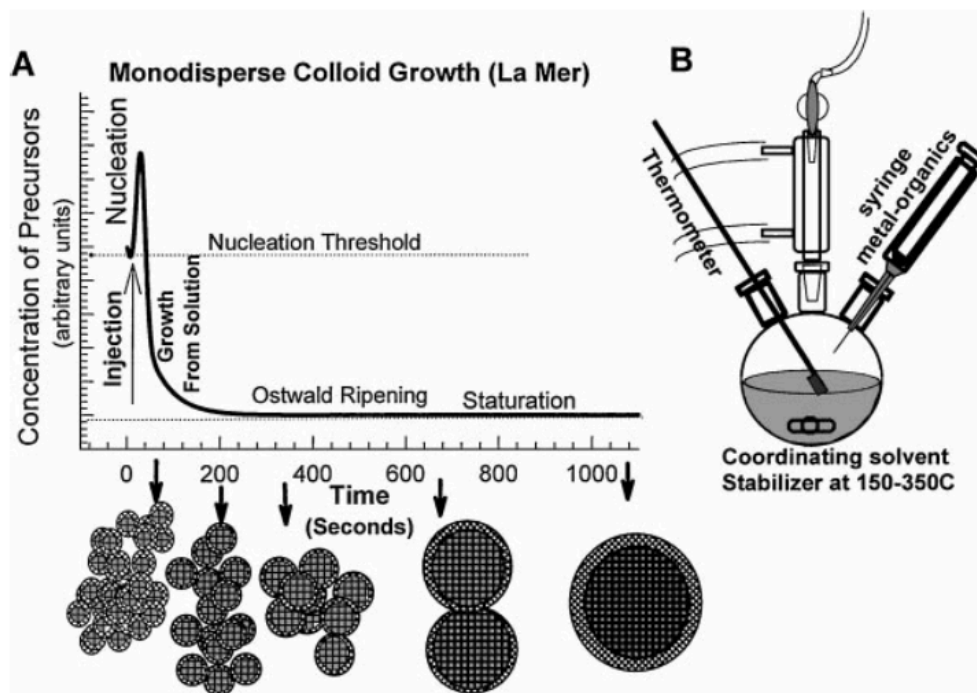 A
Monodisperse Colloid Growth (La Mer)
Concentration of Precursors
(arbitrary units)
Nucleation
Nucleation Threshold
Injection
Growth
From Solution
Ostwald Ripening
Staturation
0 200 400 600 800 1000
Time
(Seconds)
B
Thermometer
syringe
metal-organics
Coordinating solvent
Stabilizer at 150-350C